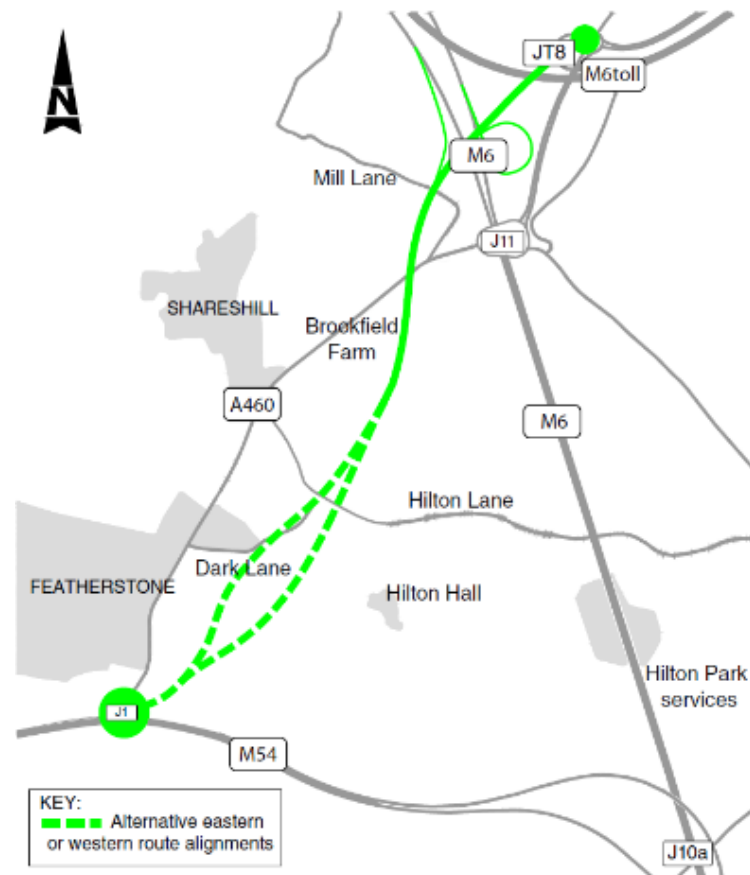 JT8
M6toll
N
M6
Mill Lane
J11
SHARESHILL
Brookfield
Farm
A460
M6
Hilton Lane
Dark Lane
FEATHERSTONE
Hilton Hall
Hilton Park
services
J1
M54
KEY:
Alternative eastern
or western route alignments
J10a